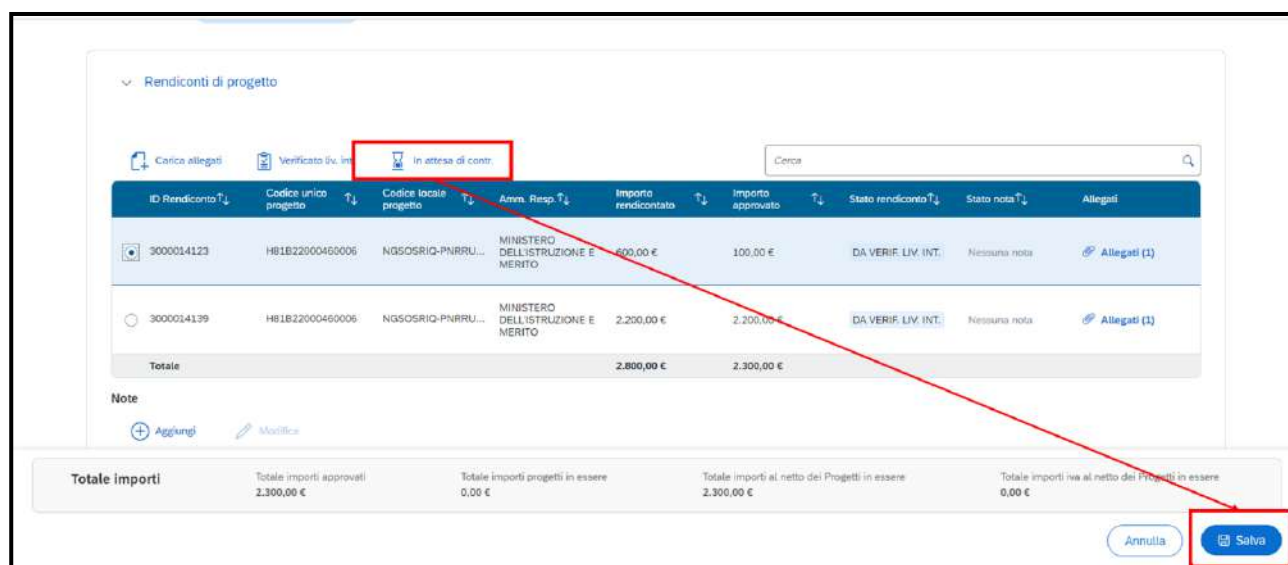 Rendiconti di progetto
Carica allegati Verificato liv. int In attesa di contr. Cerca
ID Rendiconto Codice unico progetto Codice locale progetto Amm. Resp. Importo rendicontato Importo approvato Stato rendiconto Stato nota Allegati
3000014123 H81B22000460006 NGSOSRIQ-PNRRU... MINISTERO DELL'ISTRUZIONE E MERITO 600,00 € 100,00 € DA VERIF. LIV. INT. Nessuna nota Allegati (1)
3000014139 H81B22000460006 NGSOSRIQ-PNRRU... MINISTERO DELL'ISTRUZIONE E MERITO 2.200,00 € 2.200,00 € DA VERIF. LIV. INT. Nessuna nota Allegati (1)
Totale 2.800,00 € 2.300,00 €
Note
Aggiungi Modifica
Totale importi Totale importi approvati Totale importi progetti in essere Totale importi al netto dei Progetti in essere Totale importi iva al netto dei Progetti in essere
2.300,00 € 0,00 € 2.300,00 € 0,00 €
Annulla Salva